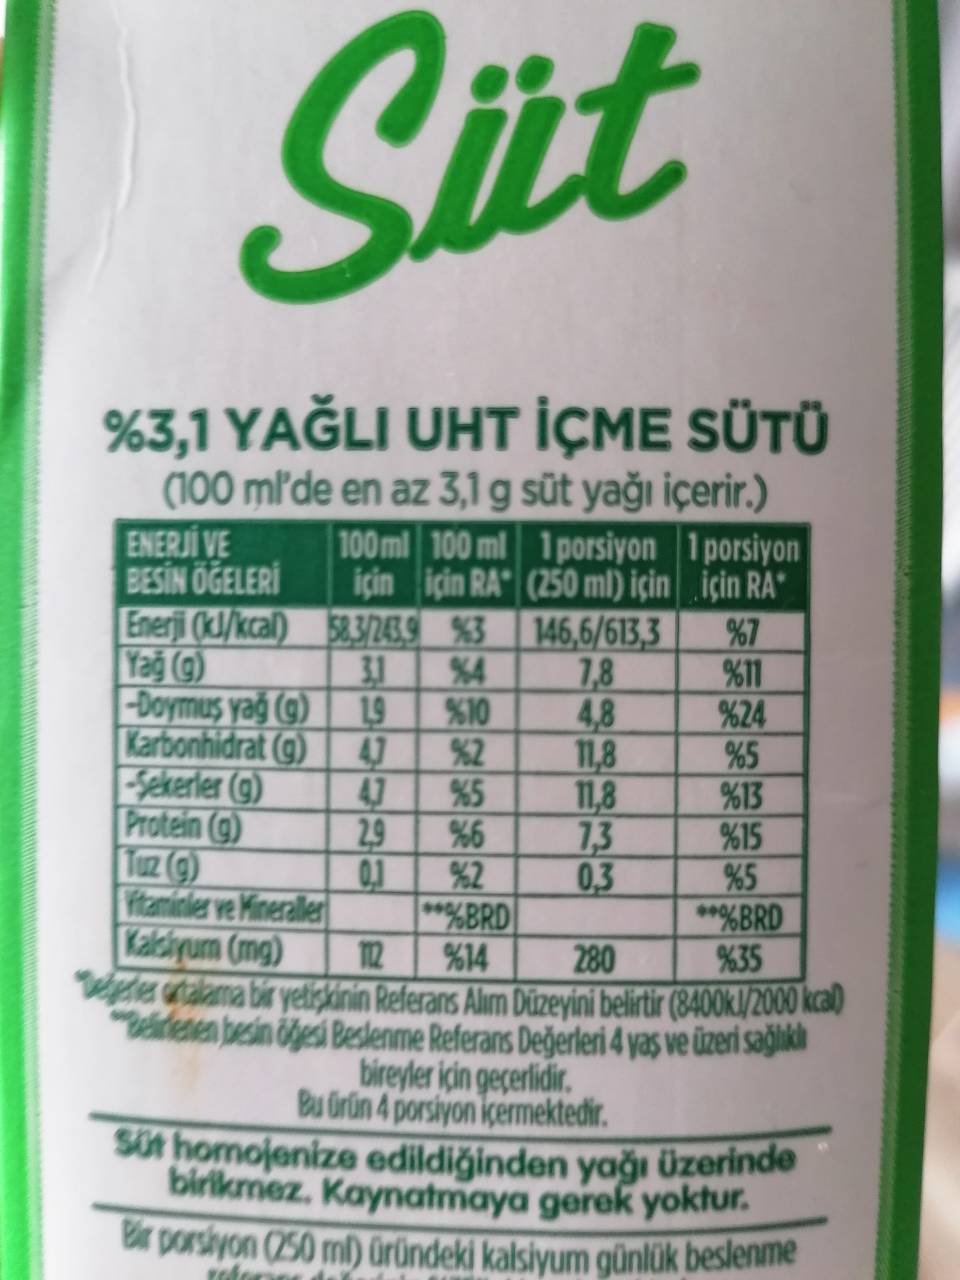 Süt
%3,1 YAĞLI UHT İÇME SÜTÜ
(100 ml'de en az 3,1 g süt yağı içerir.)
ENERJİ VE BESİN ÖĞELERİ 100ml için 100 ml için RA* 1 porsiyon (250 ml) için 1 porsiyon için RA*
Enerji (kJ/kcal) 58,3/243,9 %3 146,6/613,3 %7
Yağ (g) 3,1 %4 7,8 %11
-Doymuş yağ (g) 1,9 %10 4,8 %24
Karbonhidrat (g) 4,7 %2 11,8 %5
-Şekerler (g) 4,7 %5 11,8 %13
Protein (g) 2,9 %6 7,3 %15
Tuz (g) 0,1 %2 0,3 %5
Vitaminler ve Mineraller **%BRD **%BRD
Kalsiyum (mg) 112 %14 280 %35
*Değerler ortalama bir yetişkinin Referans Alım Düzeyini belirtir (8400kJ/2000 kcal)
**Belirlenen besin öğesi Beslenme Referans Değerleri 4 yaş ve üzeri sağlıklı
bireyler için geçerlidir.
Bu ürün 4 porsiyon içermektedir.
Süt homojenize edildiğinden yağı üzerinde
birikmez. Kaynatmaya gerek yoktur.
Bir porsiyon (250 ml) üründeki kalsiyum günlük beslenme